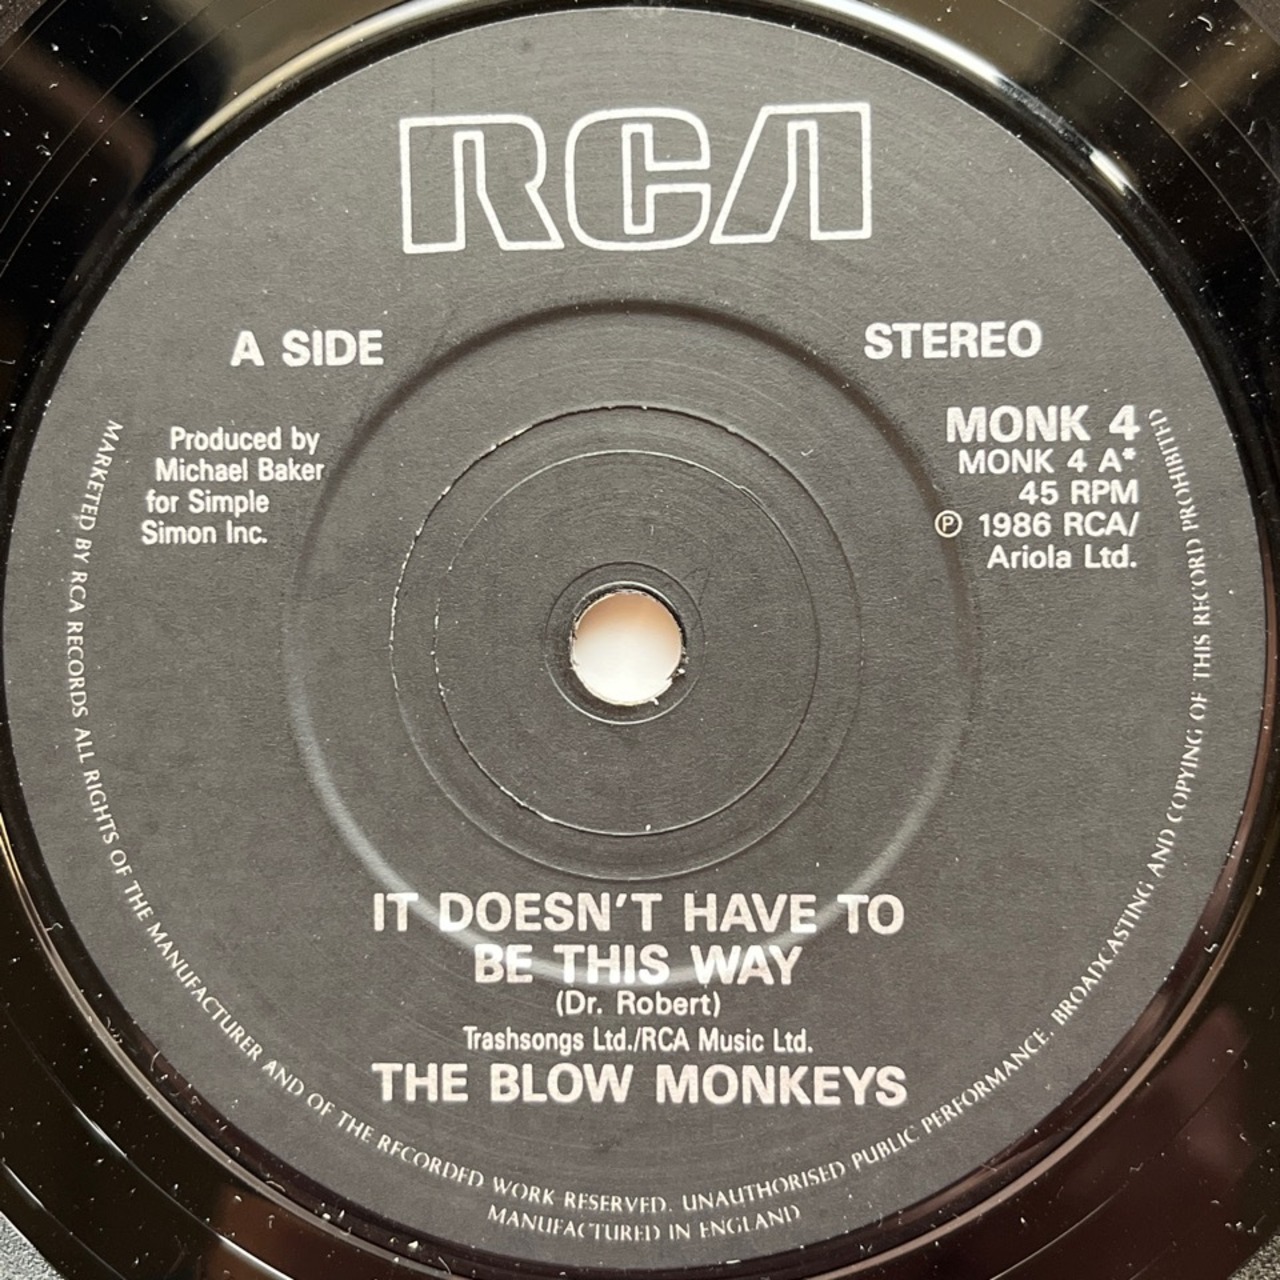 RCA
A SIDE
STEREO
Produced by
Michael Baker
for Simple
Simon Inc.
MONK 4
MONK 4 A*
45 RPM
℗ 1986 RCA/
Ariola Ltd.
IT DOESN'T HAVE TO
BE THIS WAY
(Dr. Robert)
Trashsongs Ltd./RCA Music Ltd.
THE BLOW MONKEYS
MARKETED BY RCA RECORDS ALL RIGHTS OF THE MANUFACTURER AND OF THE RECORDED WORK RESERVED. UNAUTHORISED PUBLIC PERFORMANCE. BROADCASTING AND COPYING OF THIS RECORD PROHIBITED
MANUFACTURED IN ENGLAND